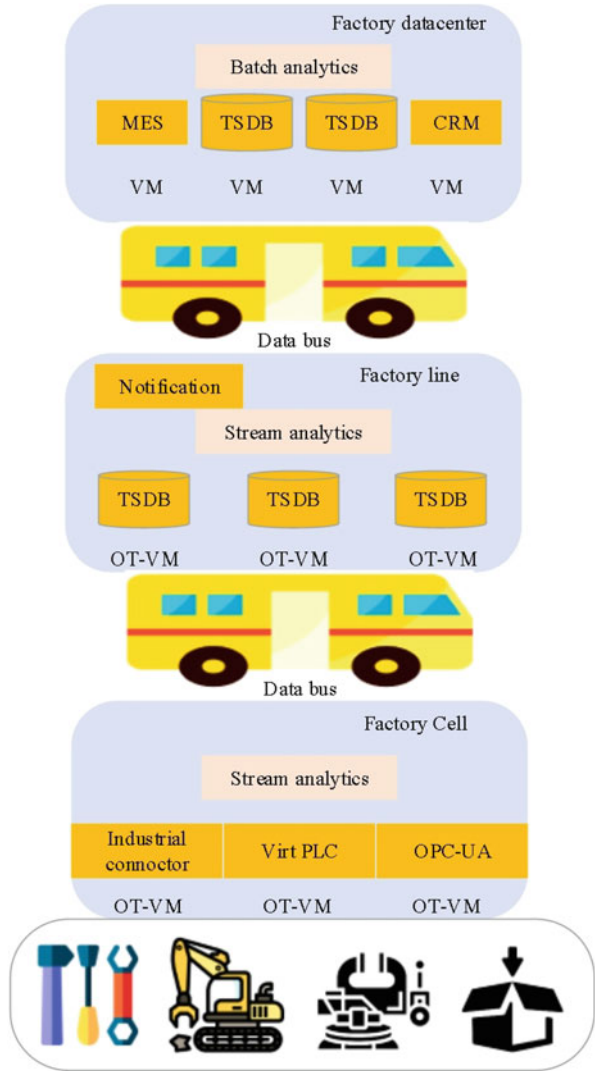 Factory datacenter
Batch analytics
MES
TSDB
TSDB
CRM
VM
VM
VM
VM
Data bus
Factory line
Notification
Stream analytics
TSDB
TSDB
TSDB
OT-VM
OT-VM
OT-VM
Data bus
Factory Cell
Stream analytics
Industrial
connoctor
Virt PLC
OPC-UA
OT-VM
OT-VM
OT-VM